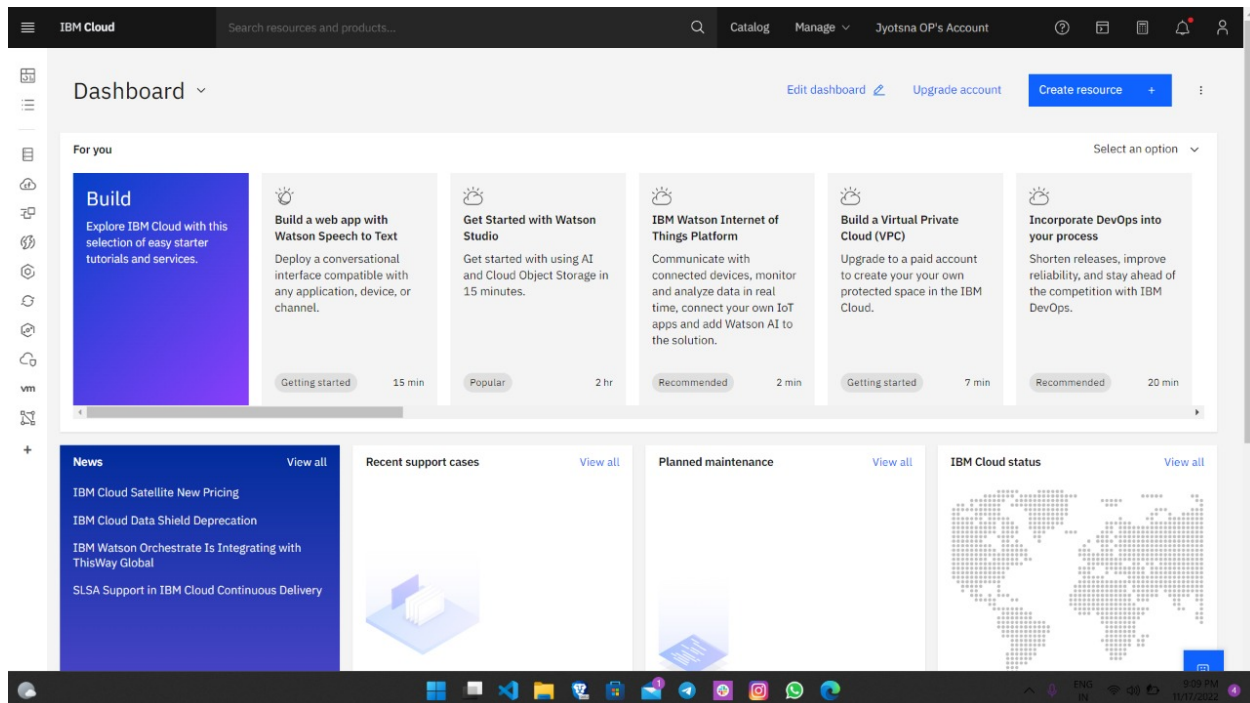 IBM Cloud
Search resources and products...
Catalog
Manage
Jyotsna OP's Account
Dashboard
Edit dashboard
Upgrade account
Create resource +
For you
Select an option
Build
Explore IBM Cloud with this
selection of easy starter
tutorials and services.
Build a web app with
Watson Speech to Text
Deploy a conversational
interface compatible with
any application, device, or
channel.
Getting started
15 min
Get Started with Watson
Studio
Get started with using AI
and Cloud Object Storage in
15 minutes.
Popular
2 hr
IBM Watson Internet of
Things Platform
Communicate with
connected devices, monitor
and analyze data in real
time, connect your own IoT
apps and add Watson AI to
the solution.
Recommended
2 min
Build a Virtual Private
Cloud (VPC)
Upgrade to a paid account
to create your your own
protected space in the IBM
Cloud.
Getting started
7 min
Incorporate DevOps into
your process
Shorten releases, improve
reliability, and stay ahead of
the competition with IBM
DevOps.
Recommended
20 min
vm
News
View all
IBM Cloud Satellite New Pricing
IBM Cloud Data Shield Deprecation
IBM Watson Orchestrate Is Integrating with
ThisWay Global
SLSA Support in IBM Cloud Continuous Delivery
Recent support cases
View all
Planned maintenance
View all
IBM Cloud status
View all
1
ENG
IN
9:09 PM
11/17/2022
4